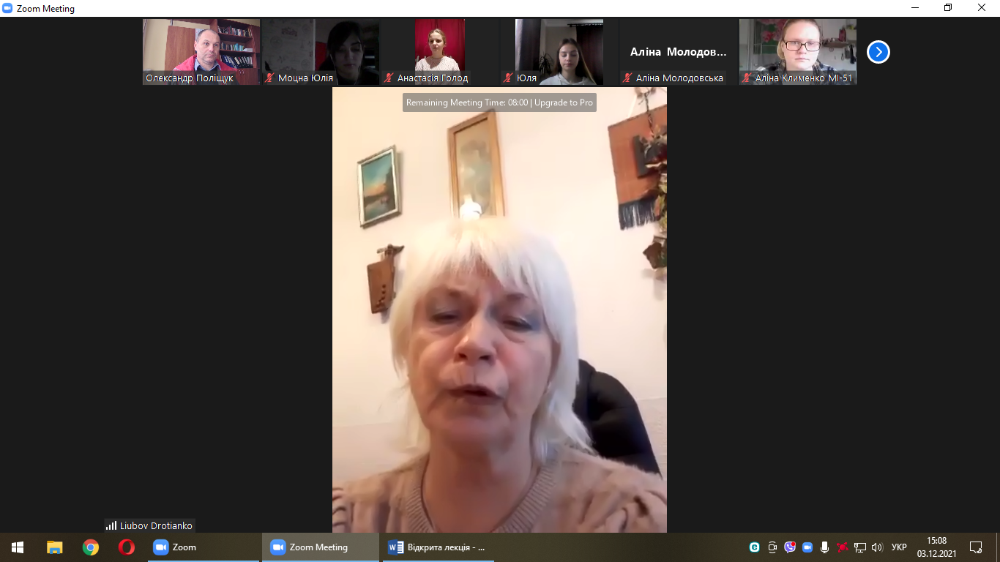 Zoom Meeting
Аліна Молодов...
Олександр Поліщук
Моцна Юлія
Анастасія Голод
Юля
Аліна Молодовська
Аліна Клименко МІ-51
Remaining Meeting Time: 08:00 | Upgrade to Pro
Liubov Drotianko
Zoom
Zoom Meeting
Відкрита лекція - ...
УКР
15:08
03.12.2021